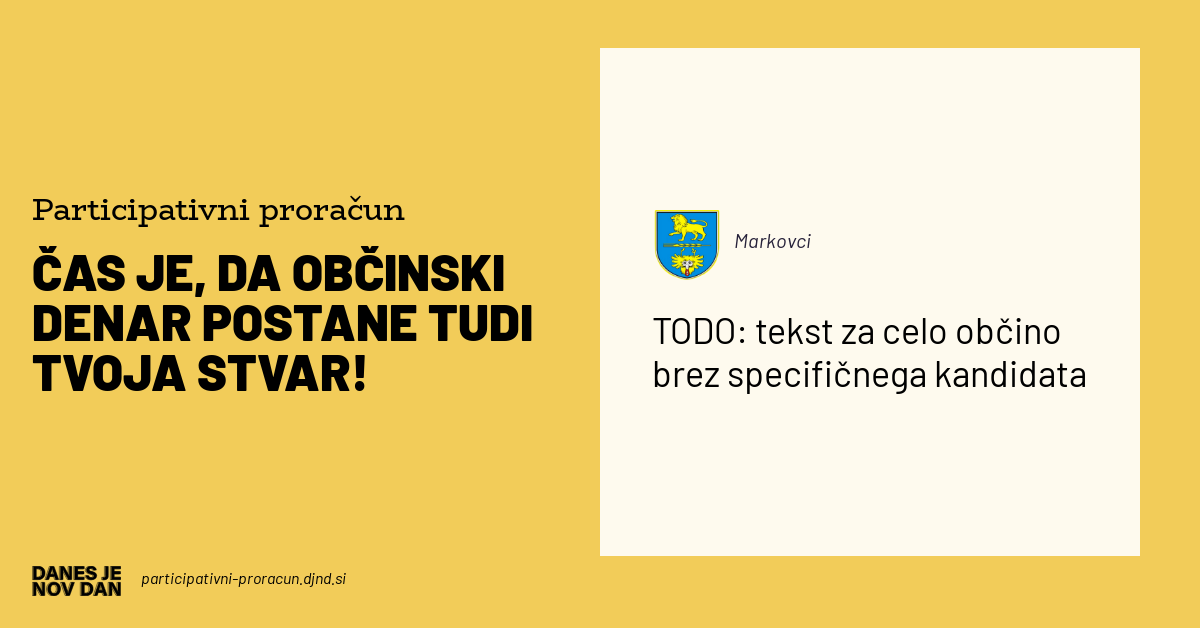 Participativni proračun
ČAS JE, DA OBČINSKI
DENAR POSTANE TUDI
TVOJA STVAR!
DANES JE
NOV DAN
participativni-proracun.djnd.si
Markovci
TODO: tekst za celo občino
brez specifičnega kandidata